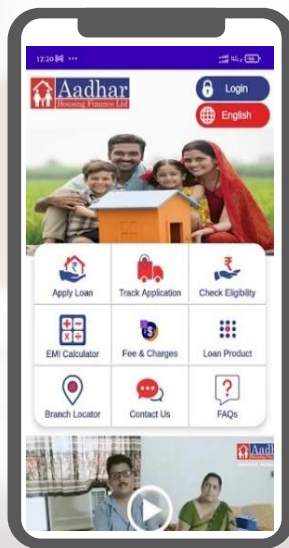 12:20
Aadhar
Housing Finance Ltd
Login
English
Apply Loan
Track Application
Check Eligibility
EMI Calculator
Fee & Charges
Loan Product
Branch Locator
Contact Us
FAQs
Aadh